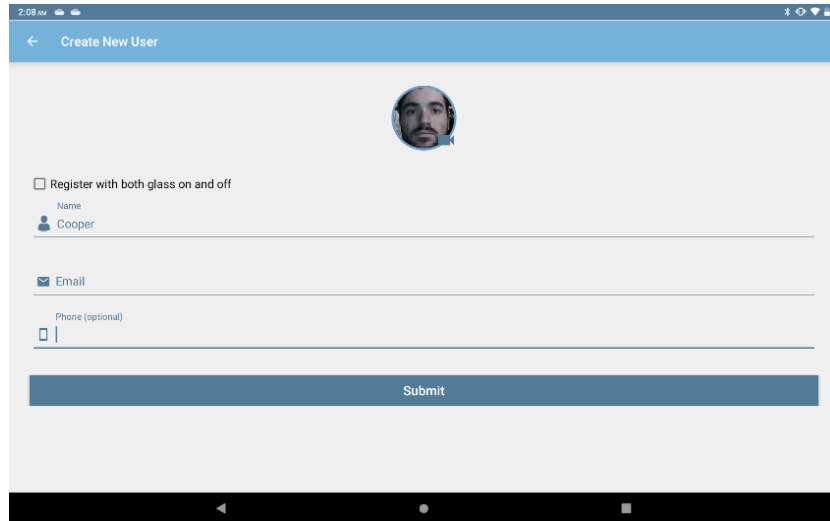 2:08 AM
Create New User
Register with both glass on and off
Name
Cooper
Email
Phone (optional)
Submit